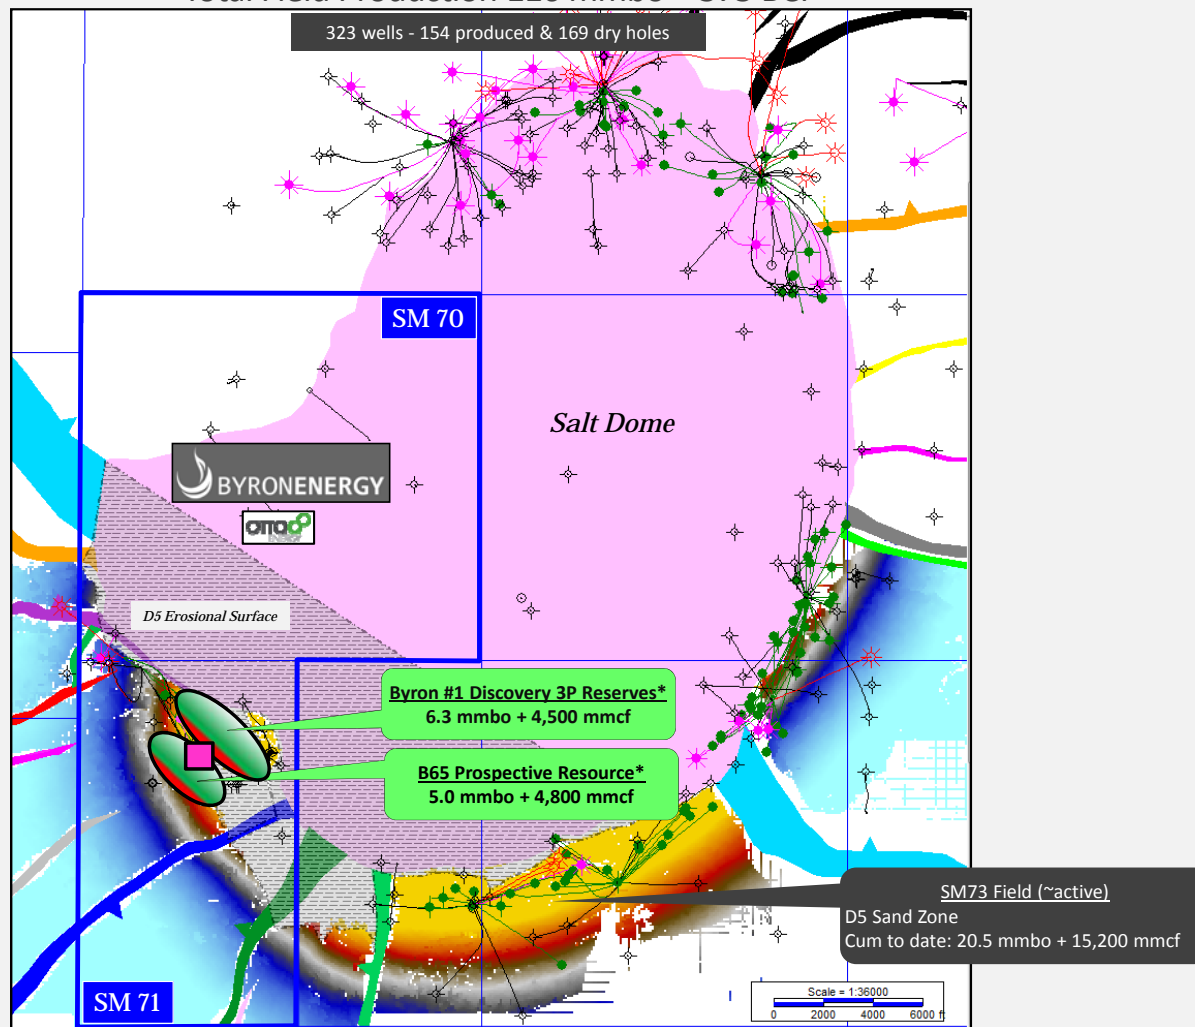 323 wells - 154 produced & 169 dry holes
SM 70
Salt Dome
BYRONENERGY
OTTO
D5 Erosional Surface
Byron #1 Discovery 3P Reserves*
6.3 mmbo + 4,500 mmcf
B65 Prospective Resource*
5.0 mmbo + 4,800 mmcf
SM73 Field (~active)
D5 Sand Zone
Cum to date: 20.5 mmbo + 15,200 mmcf
SM 71
Scale = 1:36000
0 2000 4000 6000 ft